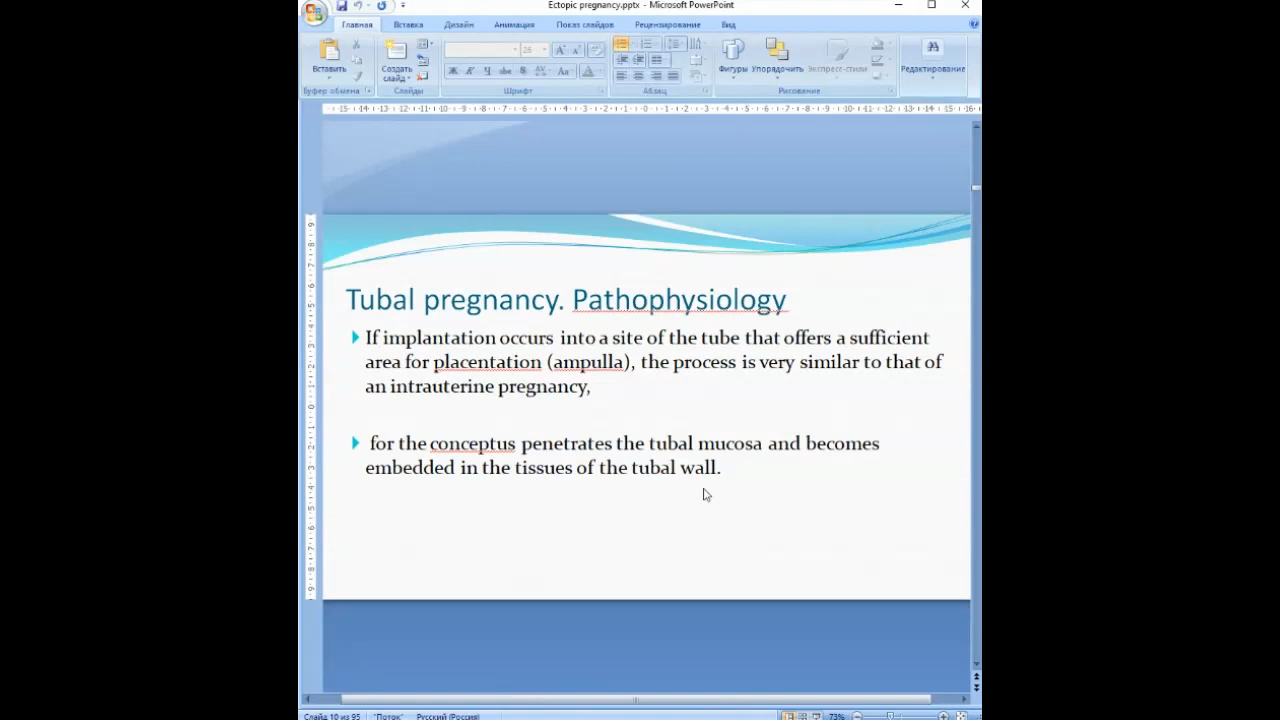 Ectopic pregnancy.pptx - Microsoft PowerPoint
Главная Вставка Дизайн Анимация Показ слайдов Рецензирование Вид
Вставить Создать слайд Фигуры Упорядочить Экспресс-стили Редактирование
Буфер обмена Слайды Шрифт Абзац Рисование
Tubal pregnancy. Pathophysiology
If implantation occurs into a site of the tube that offers a sufficient
area for placentation (ampulla), the process is very similar to that of
an intrauterine pregnancy,
for the conceptus penetrates the tubal mucosa and becomes
embedded in the tissues of the tubal wall.
Слайд 10 из 95 "Поток" Русский (Россия) 73%